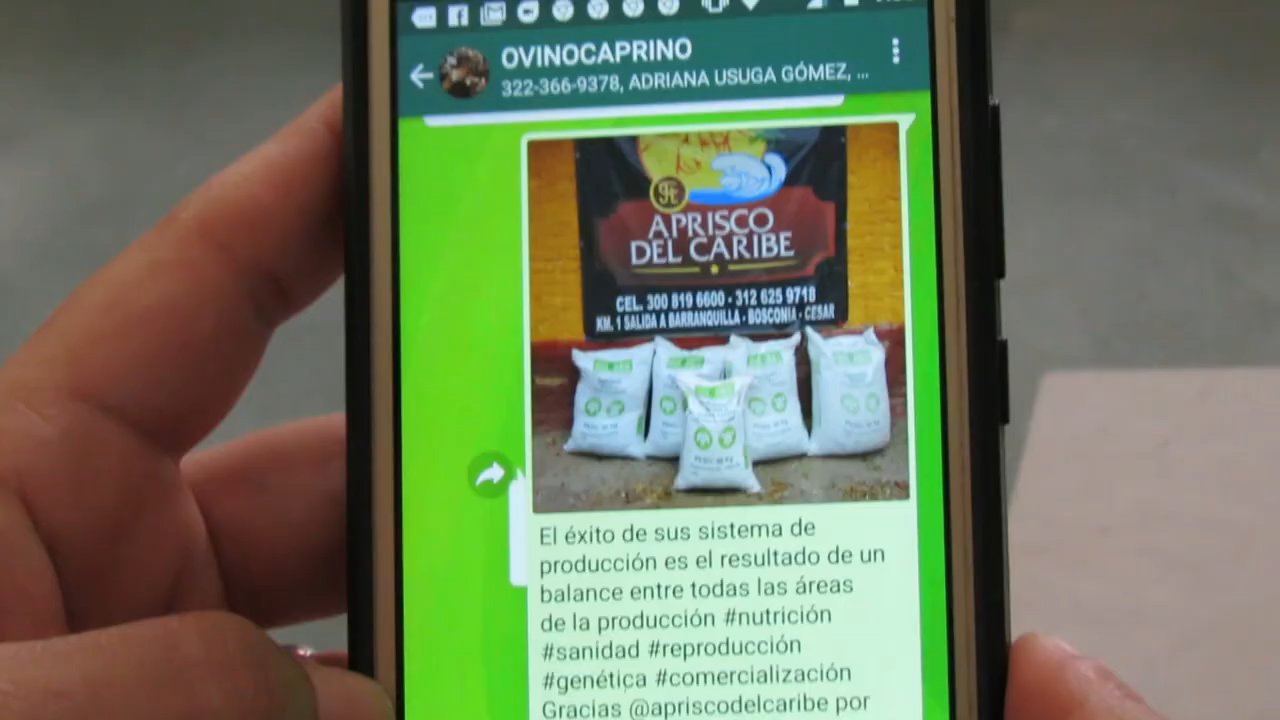 OVINOCAPRINO
322-366-9378, ADRIANA USUGA GÓMEZ, ...
APRISCO
DEL CARIBE
CEL. 300 819 6600 - 312 625 9718
KM. 1 SALIDA A BARRANQUILLA - BOSCONIA - CESAR
El éxito de sus sistema de
producción es el resultado de un
balance entre todas las áreas
de la producción #nutrición
#sanidad #reproducción
#genética #comercialización
Gracias @apriscodelcaribe por